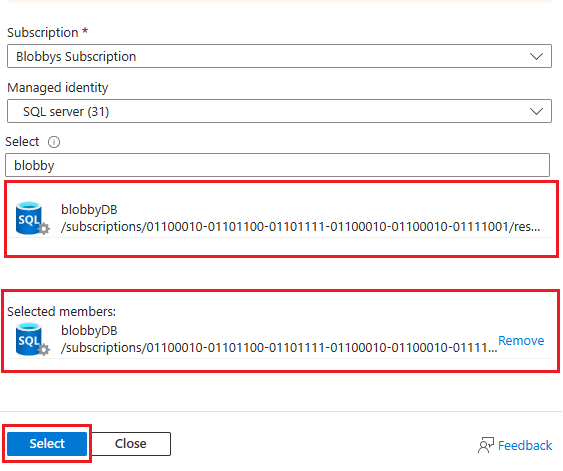 Subscription *
Blobbys Subscription
Managed identity
SQL server (31)
Select
blobby
SQL
blobbyDB
/subscriptions/01100010-01101100-01101111-01100010-01100010-01111001/res...
Selected members:
SQL
blobbyDB
/subscriptions/01100010-01101100-01101111-01100010-01100010-01111...
Remove
Select
Close
Feedback